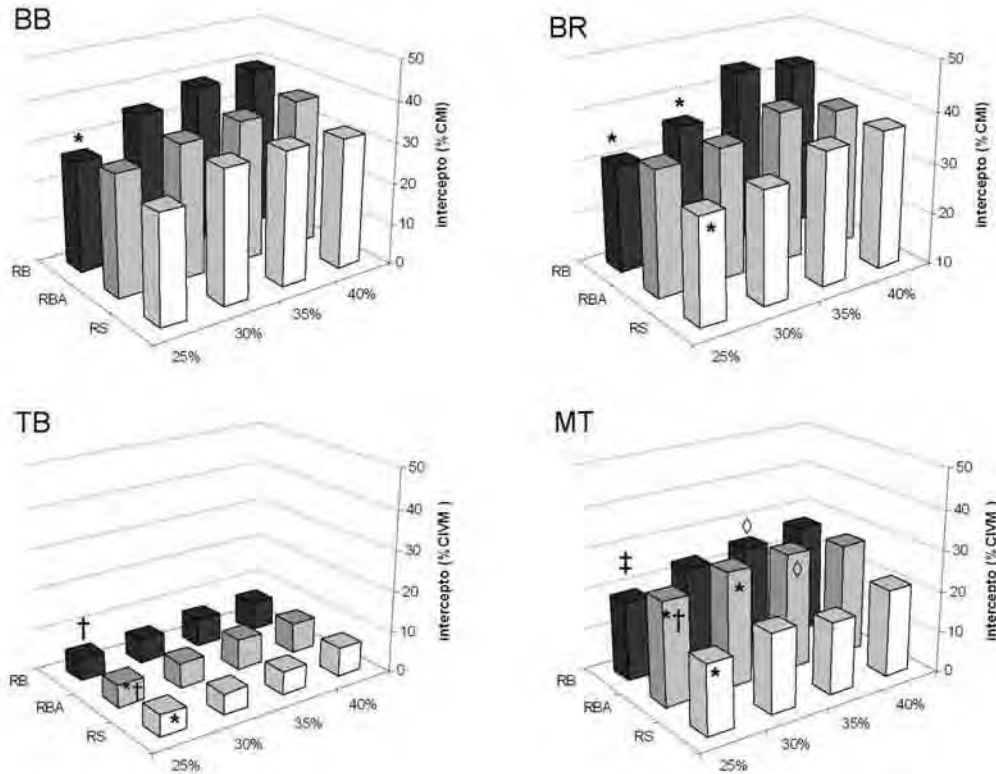 BB
50
40
30
20
10
0
intercepto (% CMI)
*
RB
RBA
RS
25%
30%
35%
40%
BR
50
40
30
20
10
intercepto (% CMI)
*
*
*
RB
RBA
RS
25%
30%
35%
40%
TB
50
40
30
20
10
0
intercepto (% CIVM )
†
*†
*
RB
RBA
RS
25%
30%
35%
40%
MT
50
40
30
20
10
0
intercepto (% CIVM )
◊
‡
◊
*
*†
*
RB
RBA
RS
25%
30%
35%
40%